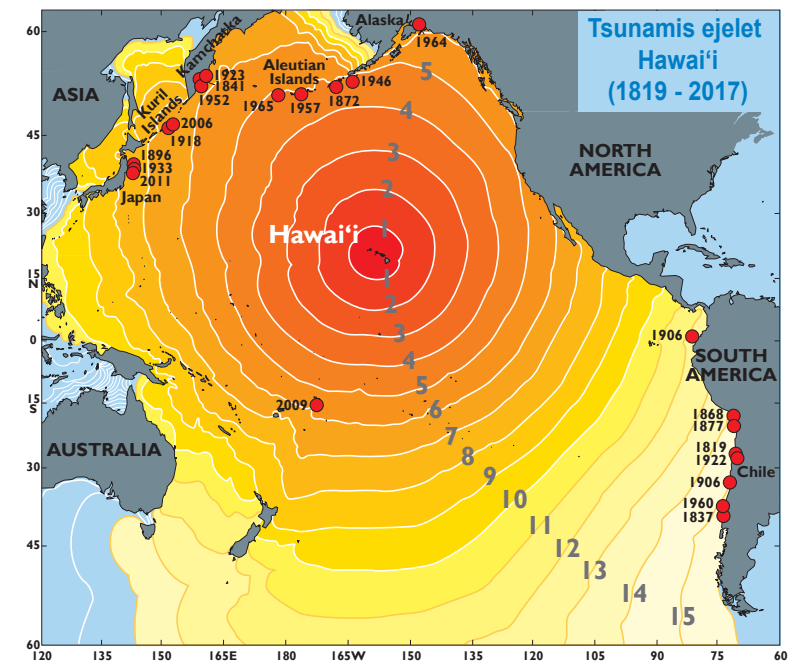 Tsunamis ejelet
Hawai‘i
(1819 - 2017)
60
45
30
15
N
0
15
S
30
45
60
120
135
150
165E
180
165W
150
135
120
105
90
75
60
Alaska
1964
Kamchatka
1923
1841
1952
Aleutian
Islands
1946
1872
1957
1965
ASIA
Kuril
Islands
2006
1918
1896
1933
2011
Japan
NORTH
AMERICA
Hawai‘i
5
4
3
2
1
1
2
3
4
5
6
7
8
9
10
11
12
13
14
15
1906
SOUTH
AMERICA
2009
1868
1877
1819
1922
Chile
1906
1960
1837
AUSTRALIA